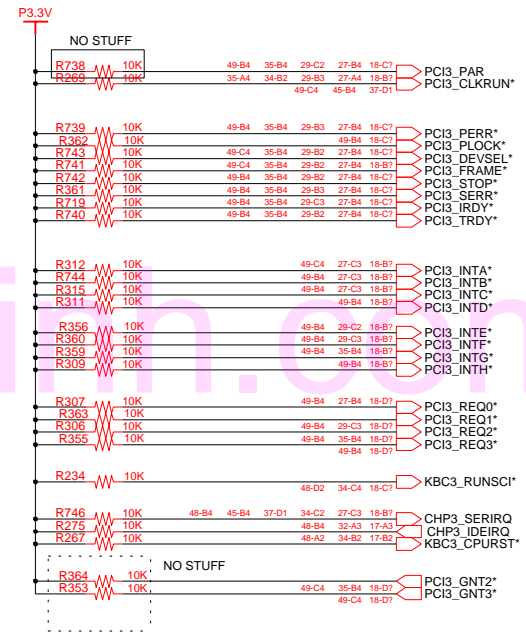 P3.3V
NO STUFF
R738 10K 49-B4 35-B4 29-C2 27-B4 18-C? PCI3_PAR
R269 10K 35-A4 34-B2 29-B3 27-A4 18-B? PCI3_CLKRUN*
49-C4 45-B4 37-D1
R739 10K 49-B4 35-B4 29-B3 27-B4 18-C? PCI3_PERR*
R362 10K 49-B4 18-C? PCI3_PLOCK*
R743 10K 49-C4 35-B4 29-B2 27-B4 18-C? PCI3_DEVSEL*
R741 10K 49-C4 35-B4 29-B2 27-B4 18-B? PCI3_FRAME*
R742 10K 49-B4 35-B4 29-B2 27-B4 18-C? PCI3_STOP*
R361 10K 49-B4 35-B4 29-B3 27-B4 18-C? PCI3_SERR*
R719 10K 49-B4 35-B4 29-C3 27-B4 18-C? PCI3_IRDY*
R740 10K 49-B4 35-B4 29-B2 27-B4 18-C? PCI3_TRDY*
R312 10K 49-C4 27-C3 18-B? PCI3_INTA*
R744 10K 49-B4 27-C3 18-B? PCI3_INTB*
R315 10K 49-B4 27-C3 18-B? PCI3_INTC*
R311 10K 49-B4 18-B? PCI3_INTD*
R356 10K 49-B4 29-C2 18-B? PCI3_INTE*
R360 10K 49-B4 29-C3 18-B? PCI3_INTF*
R359 10K 49-B4 35-B4 18-B? PCI3_INTG*
R309 10K 49-B4 18-B? PCI3_INTH*
R307 10K 49-B4 27-B4 18-D? PCI3_REQ0*
R363 10K PCI3_REQ1*
R306 10K 49-B4 29-C3 18-D? PCI3_REQ2*
R355 10K 49-B4 35-B4 18-D? PCI3_REQ3*
49-B4 18-D?
R234 10K KBC3_RUNSCI*
48-D2 34-C4 18-C?
R746 10K 48-B4 45-B4 37-D1 34-C2 27-C3 18-B? CHP3_SERIRQ
R275 10K 48-B4 32-A3 17-A3 CHP3_IDEIRQ
R267 10K 48-A2 34-B2 17-B2 KBC3_CPURST*
NO STUFF
R364 10K PCI3_GNT2*
R353 10K 49-C4 35-B4 18-D? PCI3_GNT3*
49-C4 18-D?
inh.con